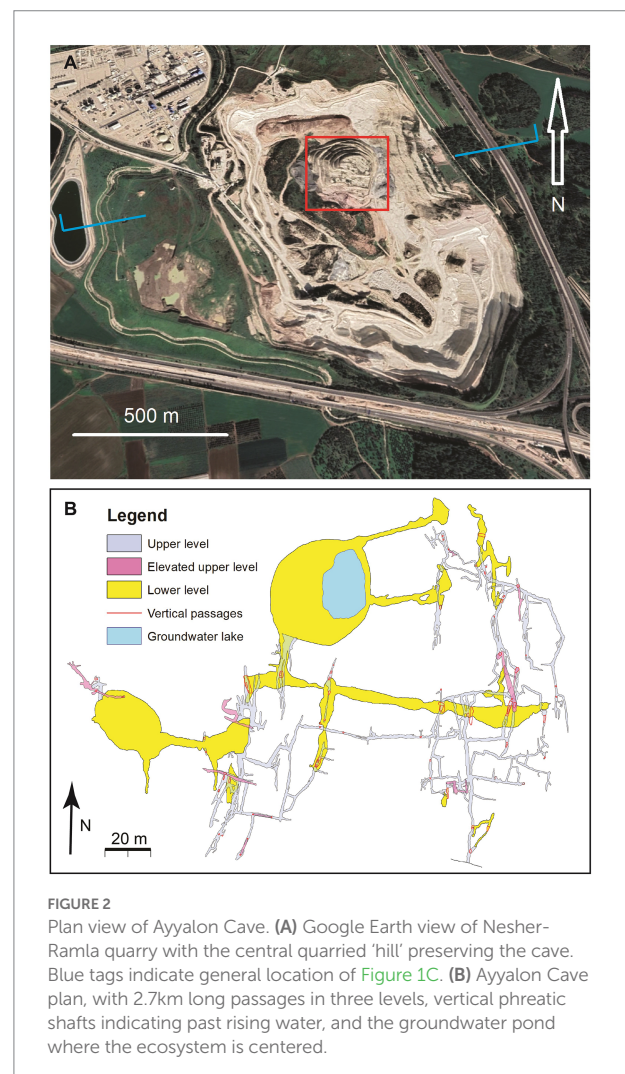 A
N
500 m
B
Legend
Upper level
Elevated upper level
Lower level
Vertical passages
Groundwater lake
N
20 m
FIGURE 2
Plan view of Ayyalon Cave. (A) Google Earth view of Nesher-
Ramla quarry with the central quarried ‘hill’ preserving the cave.
Blue tags indicate general location of Figure 1C. (B) Ayyalon Cave
plan, with 2.7km long passages in three levels, vertical phreatic
shafts indicating past rising water, and the groundwater pond
where the ecosystem is centered.